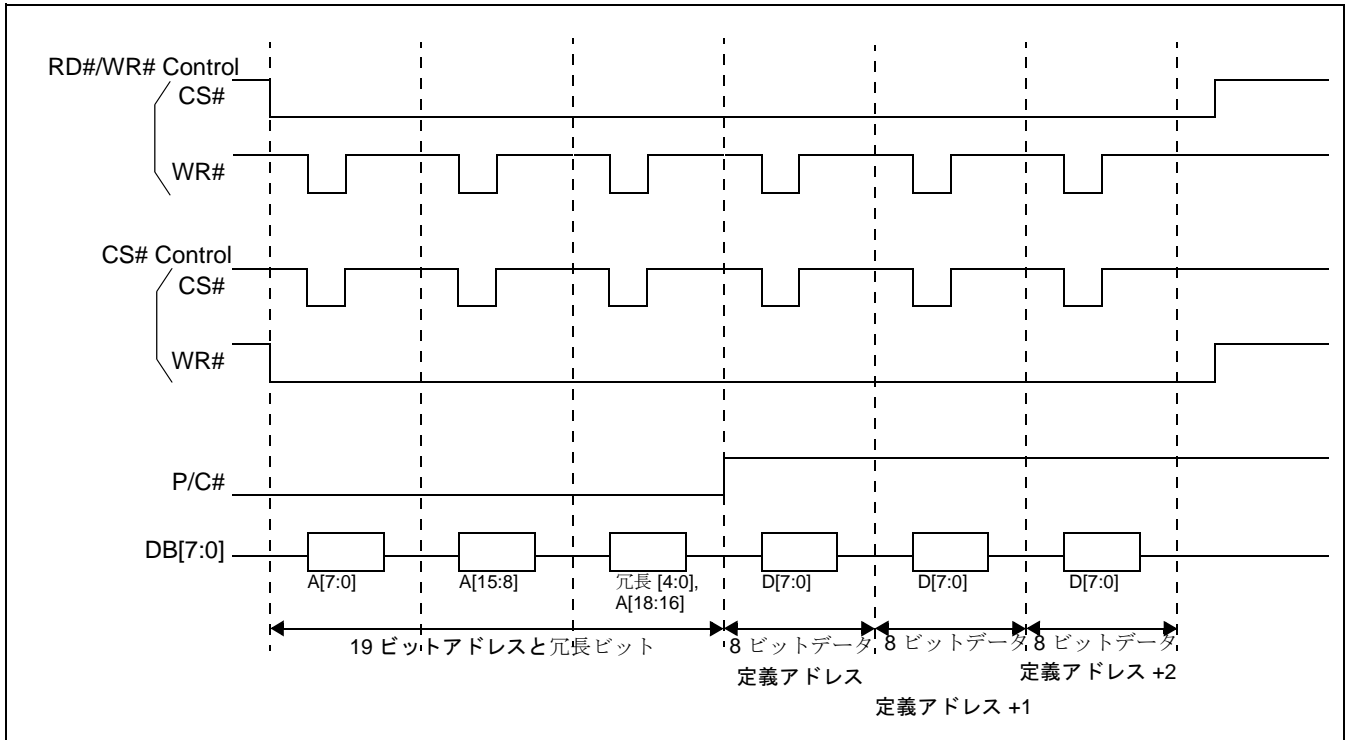 RD#/WR# Control
CS#
WR#
CS# Control
CS#
WR#
P/C#
DB[7:0]
A[7:0]
A[15:8]
冗長 [4:0],
A[18:16]
D[7:0]
D[7:0]
D[7:0]
19 ビットアドレスと冗長ビット
8 ビットデータ
8 ビットデータ
8 ビットデータ
定義アドレス
定義アドレス +1
定義アドレス +2